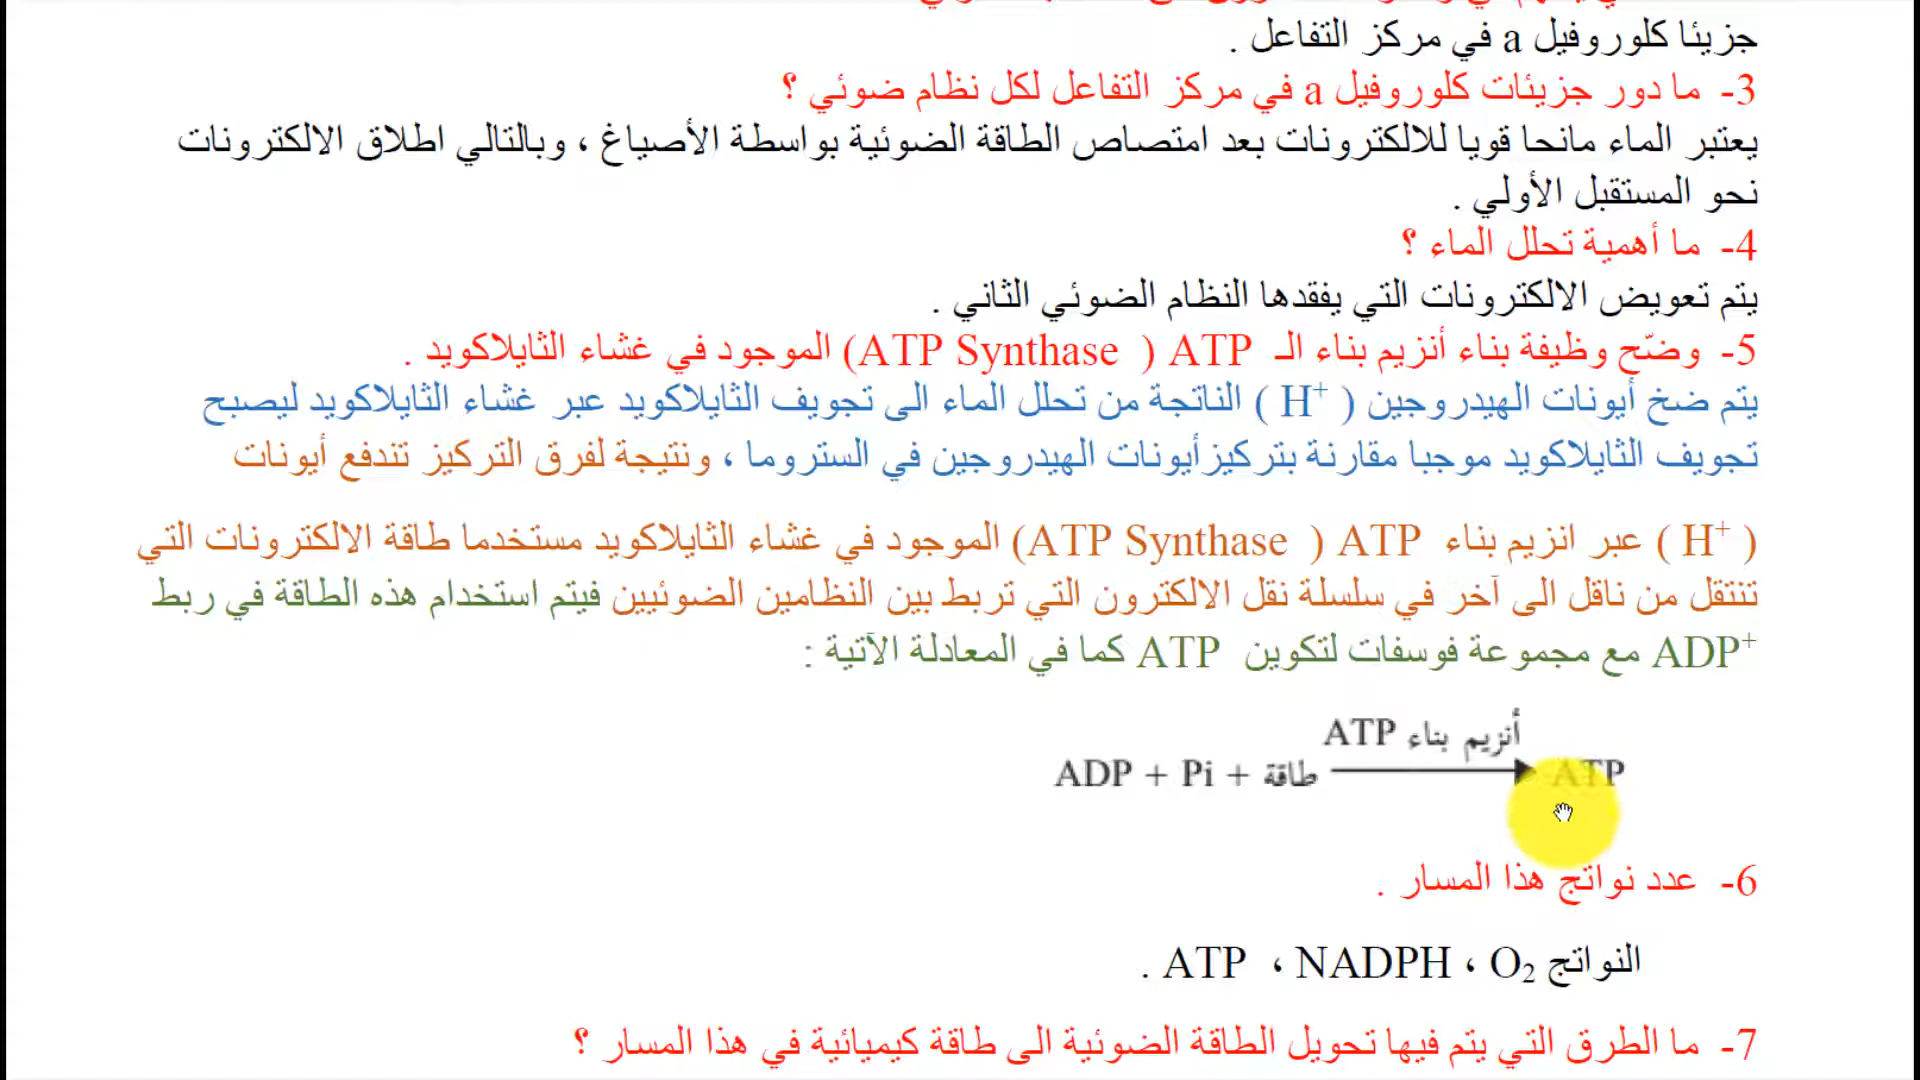 جزيئا كلوروفيل a في مركز التفاعل .
3- ما دور جزيئات كلوروفيل a في مركز التفاعل لكل نظام ضوئي ؟
يعتبر الماء مانحا قويا للالكترونات بعد امتصاص الطاقة الضوئية بواسطة الأصياغ ، وبالتالي اطلاق الالكترونات
نحو المستقبل الأولي .
4- ما أهمية تحلل الماء ؟
يتم تعويض الالكترونات التي يفقدها النظام الضوئي الثاني .
5- وضّح وظيفة بناء أنزيم بناء الـ ATP ( ATP Synthase) الموجود في غشاء الثايلاكويد .
يتم ضخ أيونات الهيدروجين ( H⁺ ) الناتجة من تحلل الماء الى تجويف الثايلاكويد عبر غشاء الثايلاكويد ليصبح
تجويف الثايلاكويد موجبا مقارنة بتركيزأيونات الهيدروجين في الستروما ، ونتيجة لفرق التركيز تندفع أيونات
( H⁺ ) عبر انزيم بناء ATP ( ATP Synthase) الموجود في غشاء الثايلاكويد مستخدما طاقة الالكترونات التي
تنتقل من ناقل الى آخر في سلسلة نقل الالكترون التي تربط بين النظامين الضوئيين فيتم استخدام هذه الطاقة في ربط
ADP⁺ مع مجموعة فوسفات لتكوين ATP كما في المعادلة الآتية :
أنزيم بناء ATP
ADP + Pi + طاقة ⟶ ATP
6- عدد نواتج هذا المسار .
النواتج O₂ ، NADPH ، ATP .
7- ما الطرق التي يتم فيها تحويل الطاقة الضوئية الى طاقة كيميائية في هذا المسار ؟